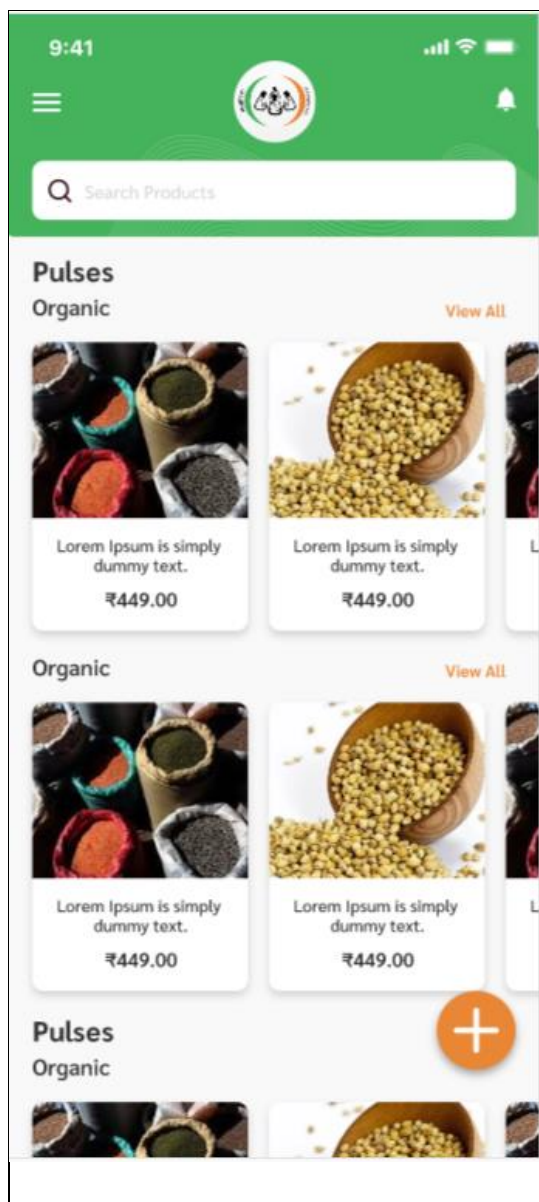 9:41
Search Products
Pulses
Organic
View All
Lorem Ipsum is simply
dummy text.
₹449.00
Lorem Ipsum is simply
dummy text.
₹449.00
L
Organic
View All
Lorem Ipsum is simply
dummy text.
₹449.00
Lorem Ipsum is simply
dummy text.
₹449.00
L
Pulses
Organic